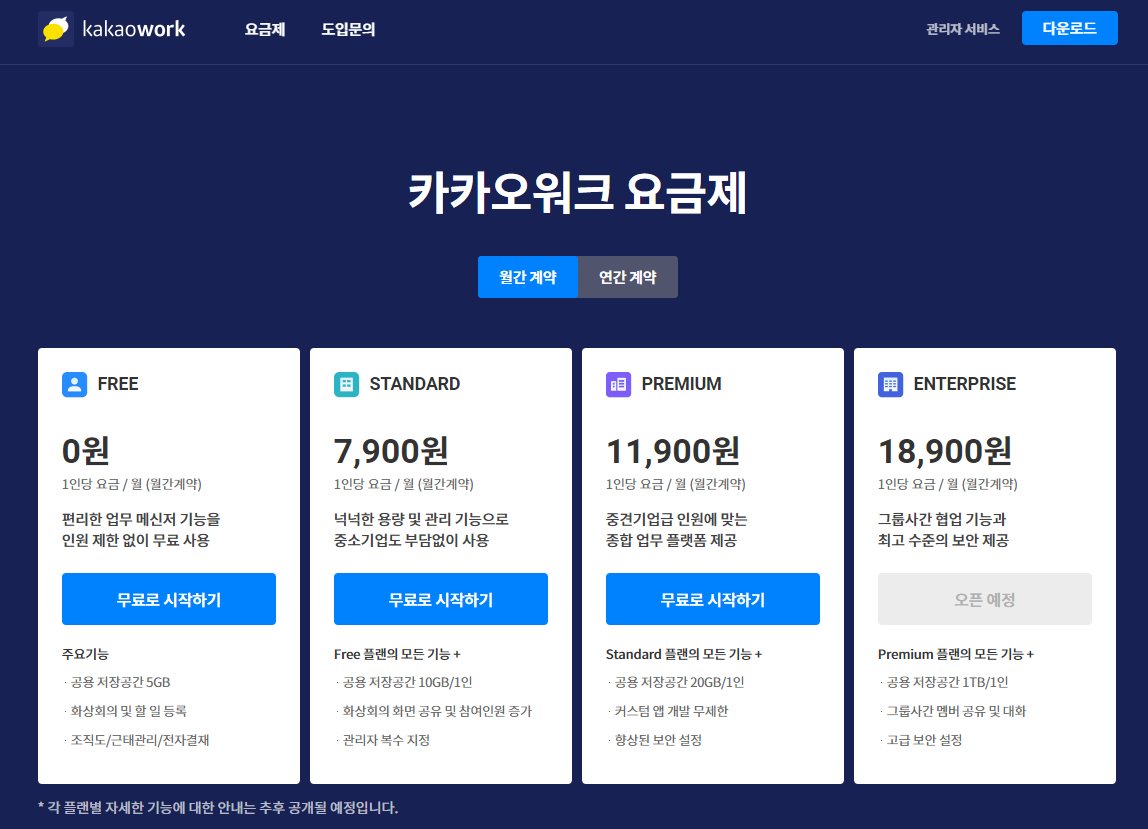 kakaowork
요금제
도입문의
관리자 서비스
다운로드
카카오워크 요금제
월간 계약
연간 계약
FREE
0원
1인당 요금 / 월 (월간계약)
편리한 업무 메신저 기능을
인원 제한 없이 무료 사용
무료로 시작하기
주요기능
· 공용 저장공간 5GB
· 화상회의 및 할 일 등록
· 조직도/근태관리/전자결재
STANDARD
7,900원
1인당 요금 / 월 (월간계약)
넉넉한 용량 및 관리 기능으로
중소기업도 부담없이 사용
무료로 시작하기
Free 플랜의 모든 기능 +
· 공용 저장공간 10GB/1인
· 화상회의 화면 공유 및 참여인원 증가
· 관리자 복수 지정
PREMIUM
11,900원
1인당 요금 / 월 (월간계약)
중견기업급 인원에 맞는
종합 업무 플랫폼 제공
무료로 시작하기
Standard 플랜의 모든 기능 +
· 공용 저장공간 20GB/1인
· 커스텀 앱 개발 무제한
· 향상된 보안 설정
ENTERPRISE
18,900원
1인당 요금 / 월 (월간계약)
그룹사간 협업 기능과
최고 수준의 보안 제공
오픈 예정
Premium 플랜의 모든 기능 +
· 공용 저장공간 1TB/1인
· 그룹사간 멤버 공유 및 대화
· 고급 보안 설정
* 각 플랜별 자세한 기능에 대한 안내는 추후 공개될 예정입니다.